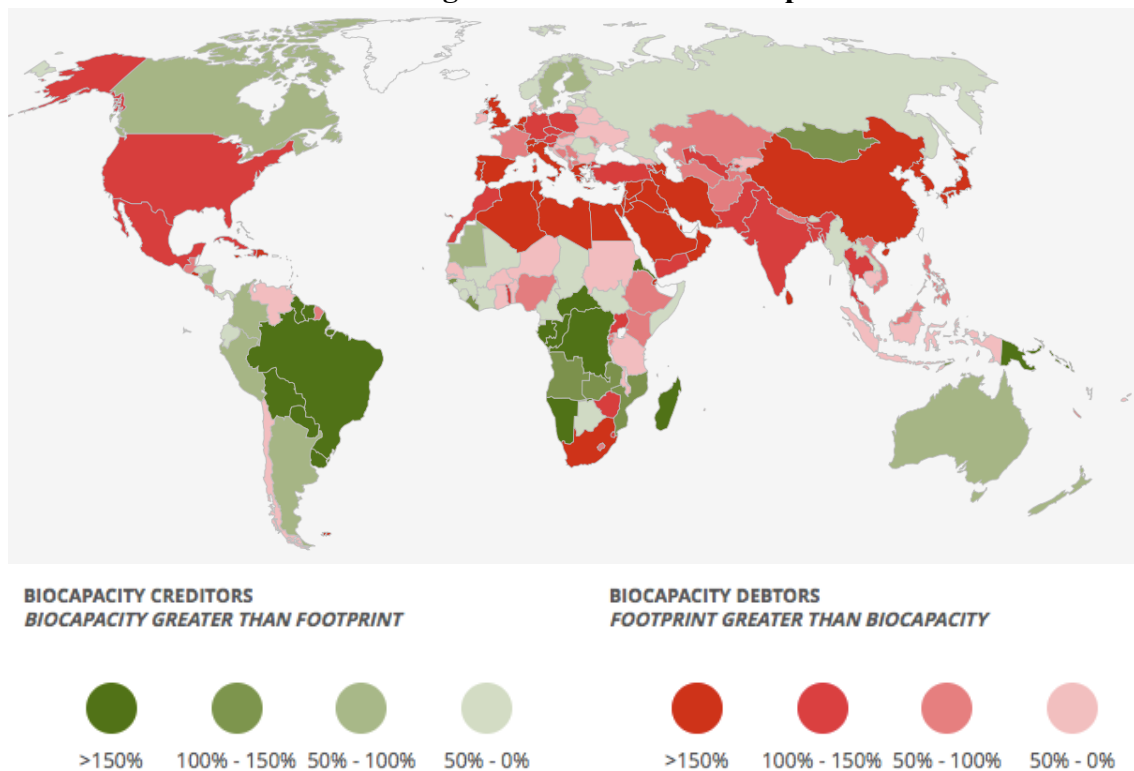 BIOCAPACITY CREDITORS
BIOCAPACITY GREATER THAN FOOTPRINT
BIOCAPACITY DEBTORS
FOOTPRINT GREATER THAN BIOCAPACITY
>150% 100% - 150% 50% - 100% 50% - 0%
>150% 100% - 150% 50% - 100% 50% - 0%